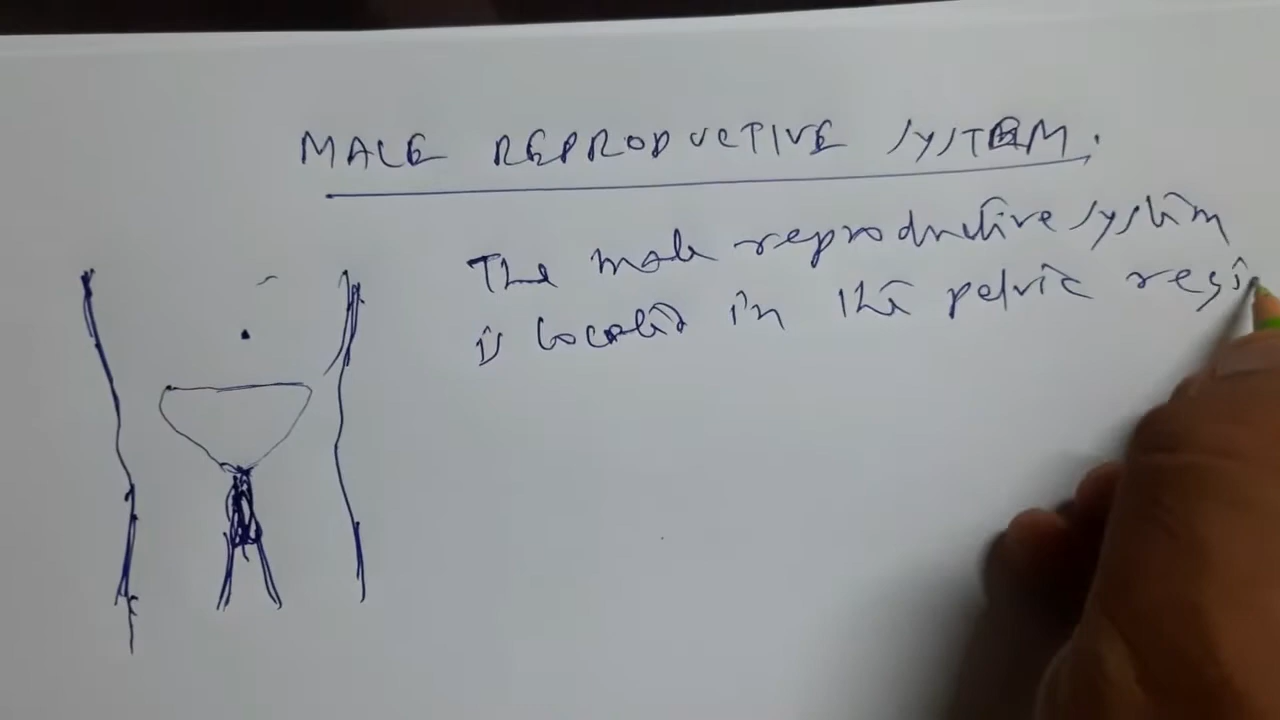 MALE REPRODUCTIVE SYSTEM.
The male reproductive system
is located in the pelvic regi